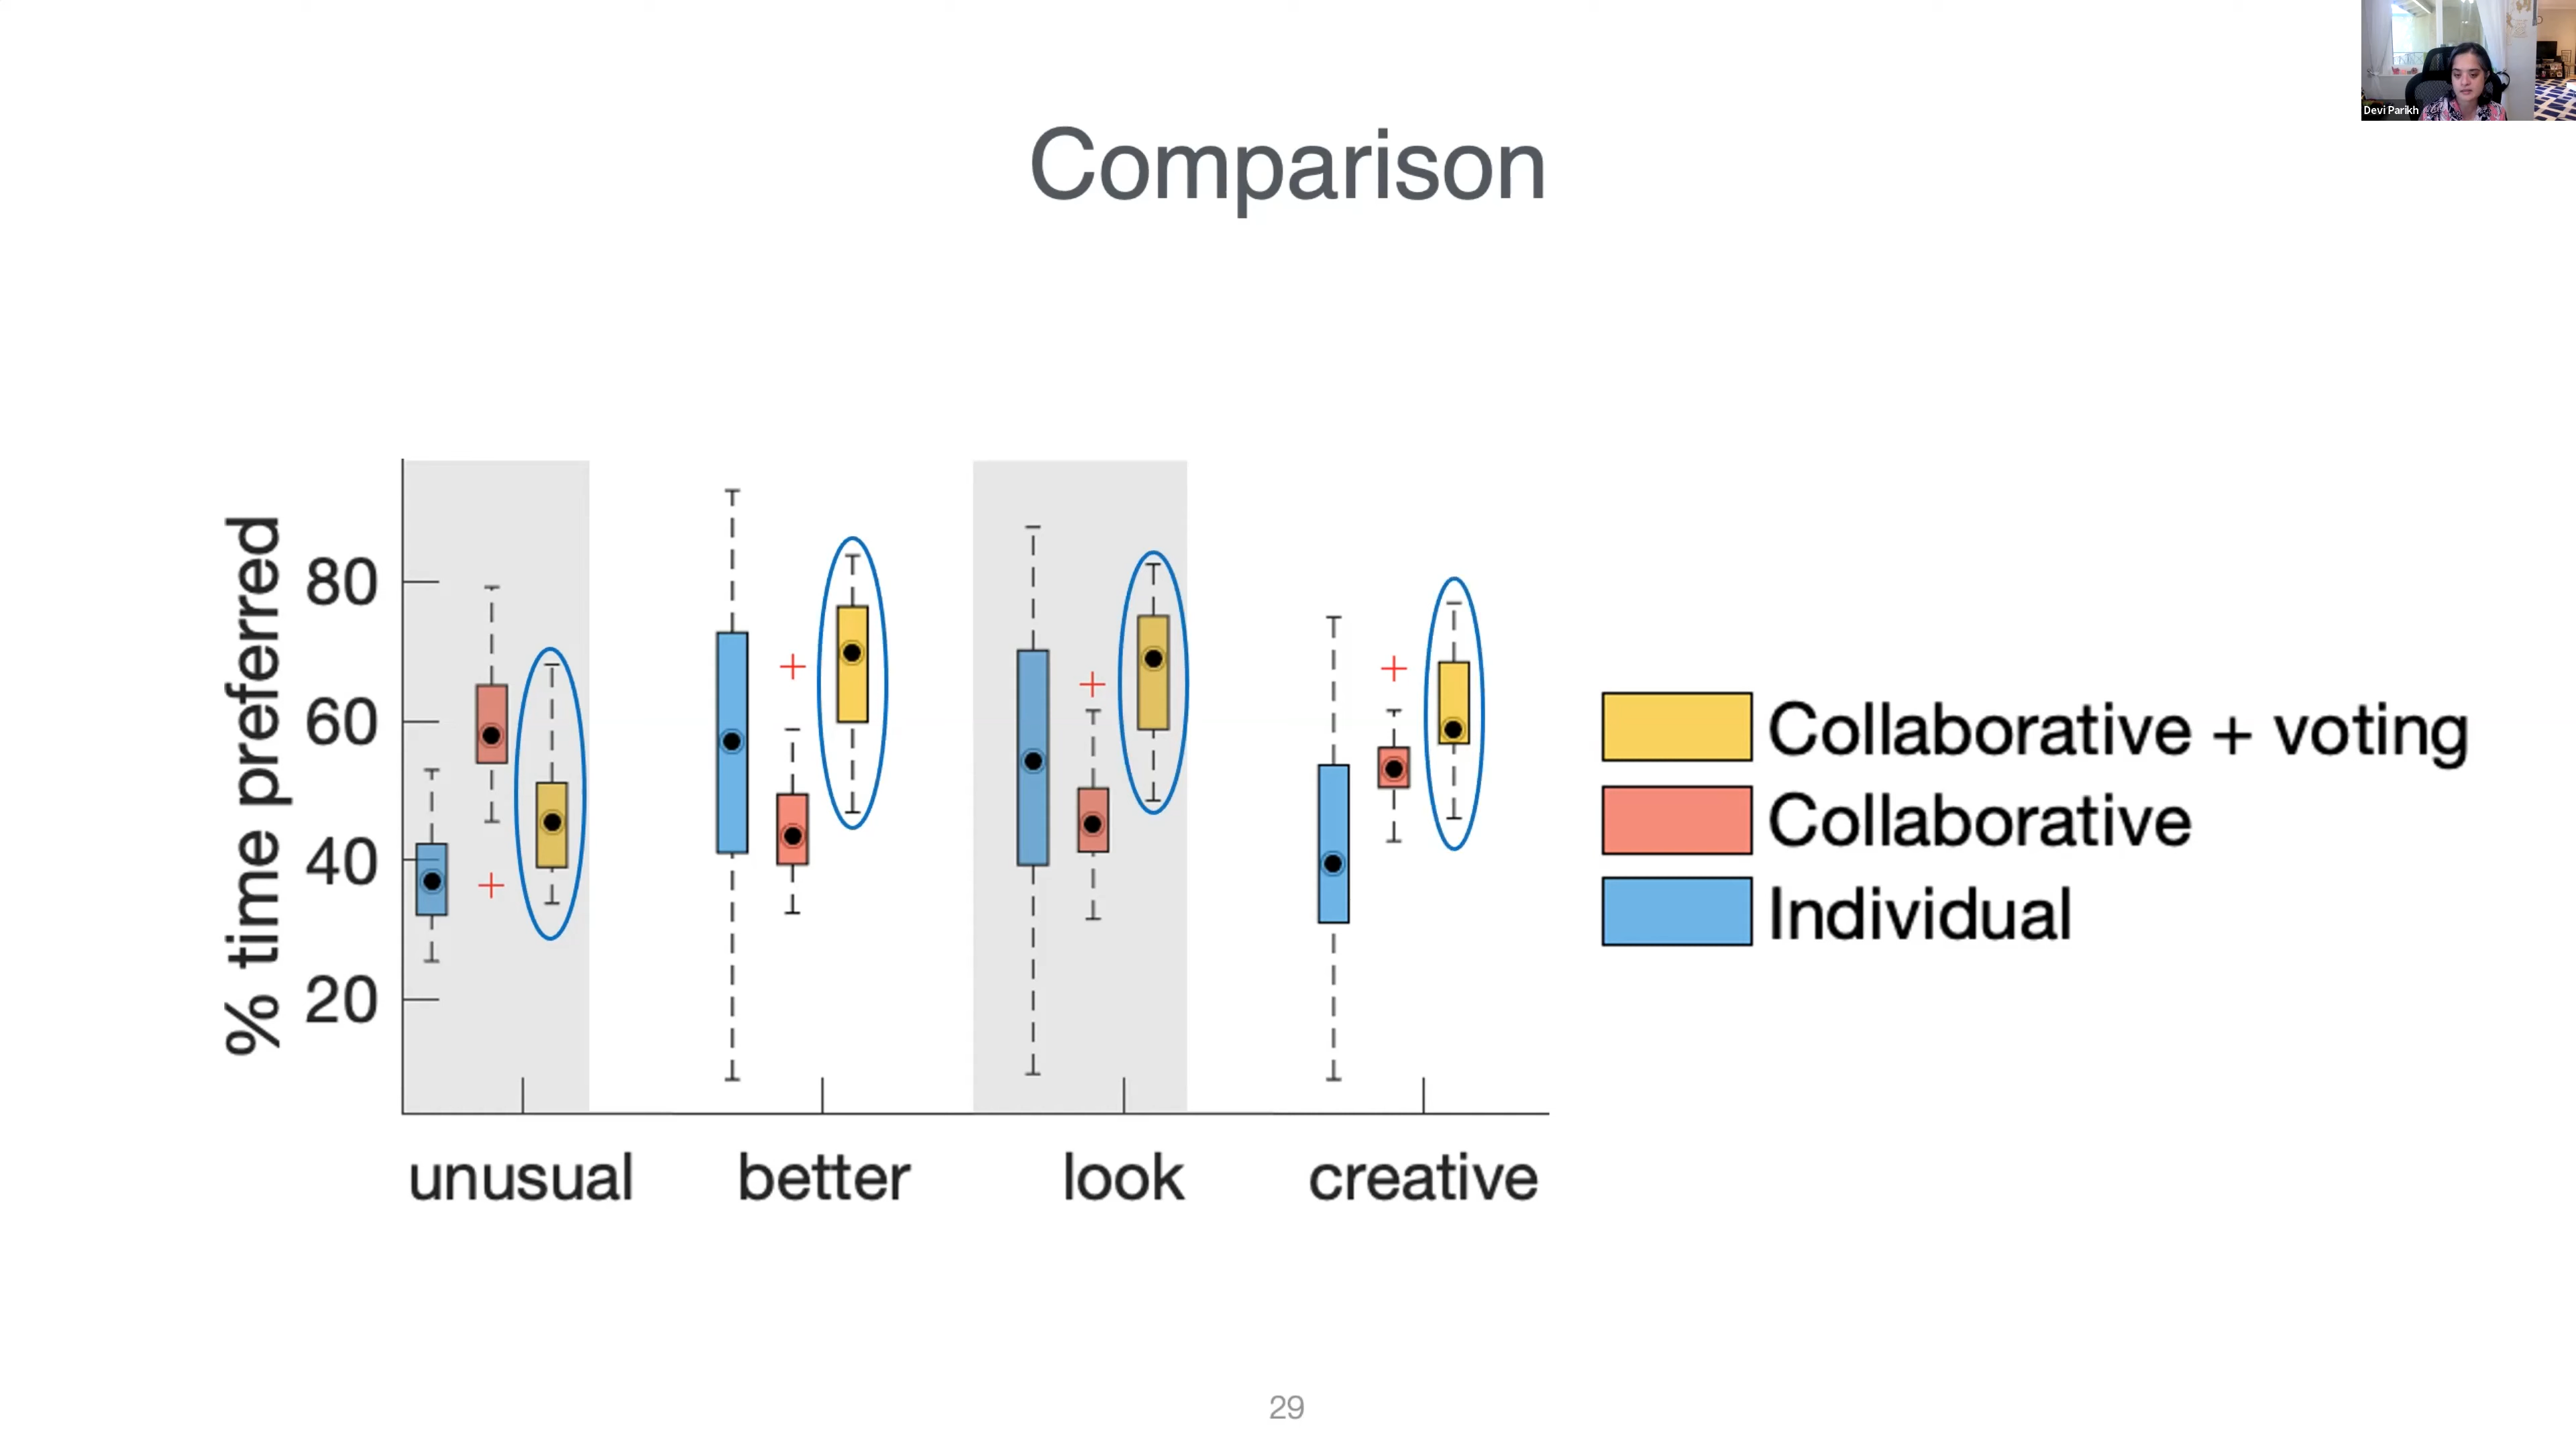 Devi Parikh
Comparison
% time preferred
80
60
40
20
unusual
better
look
creative
Collaborative + voting
Collaborative
Individual
29